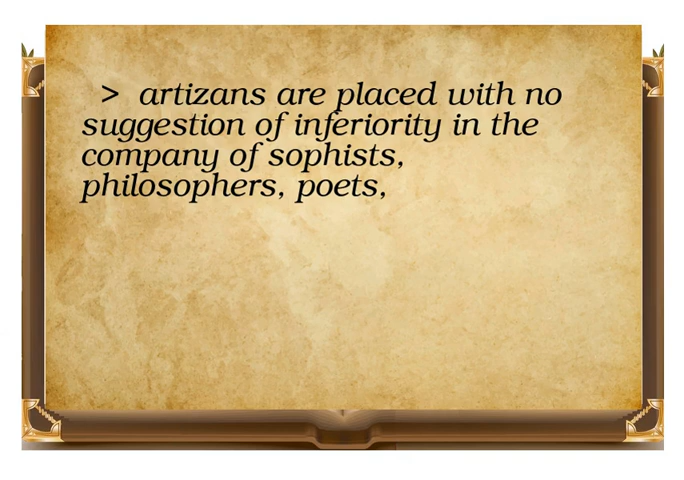 > artizans are placed with no
suggestion of inferiority in the
company of sophists,
philosophers, poets,